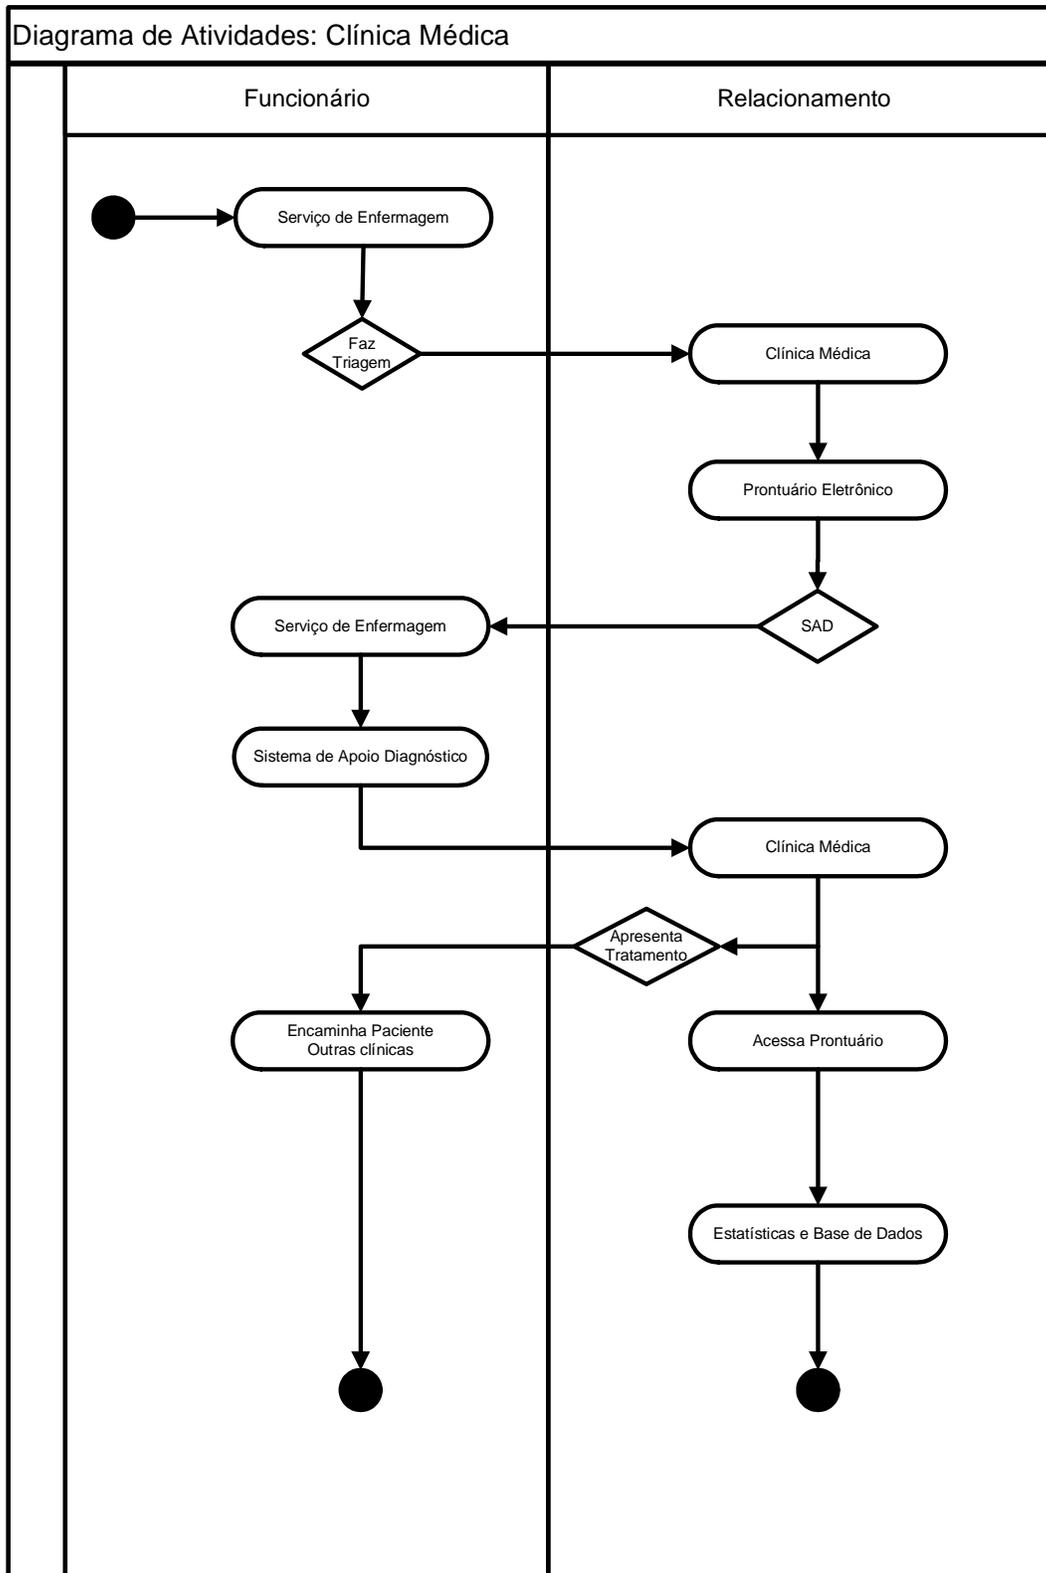 Diagrama de Atividades: Clínica Médica
Funcionário
Relacionamento
Serviço de Enfermagem
Faz
Triagem
Clínica Médica
Prontuário Eletrônico
SAD
Serviço de Enfermagem
Sistema de Apoio Diagnóstico
Clínica Médica
Apresenta
Tratamento
Encaminha Paciente
Outras clínicas
Acessa Prontuário
Estatísticas e Base de Dados